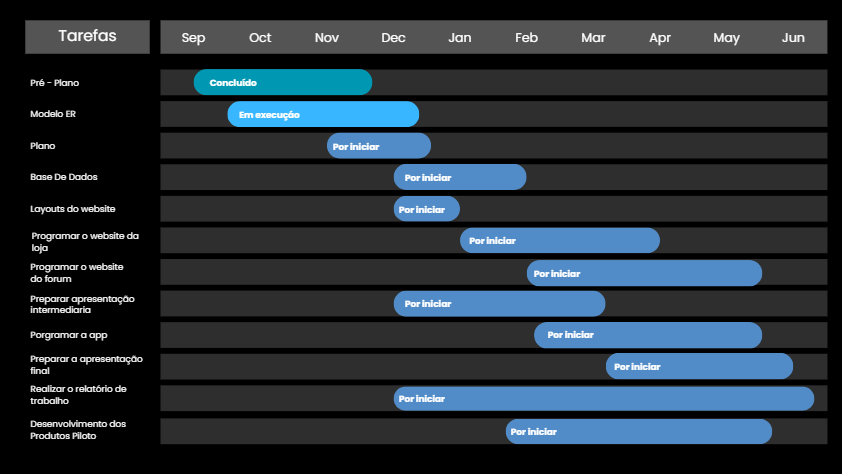 Tarefas
Sep Oct Nov Dec Jan Feb Mar Apr May Jun
Pré - Plano
Concluído
Modelo ER
Em execução
Plano
Por iniciar
Base De Dados
Por iniciar
Layouts do website
Por iniciar
Programar o website da
loja
Por iniciar
Programar o website
do forum
Por iniciar
Preparar apresentação
intermediaria
Por iniciar
Porgramar a app
Por iniciar
Preparar a apresentação
final
Por iniciar
Realizar o relatório de
trabalho
Por iniciar
Desenvolvimento dos
Produtos Piloto
Por iniciar